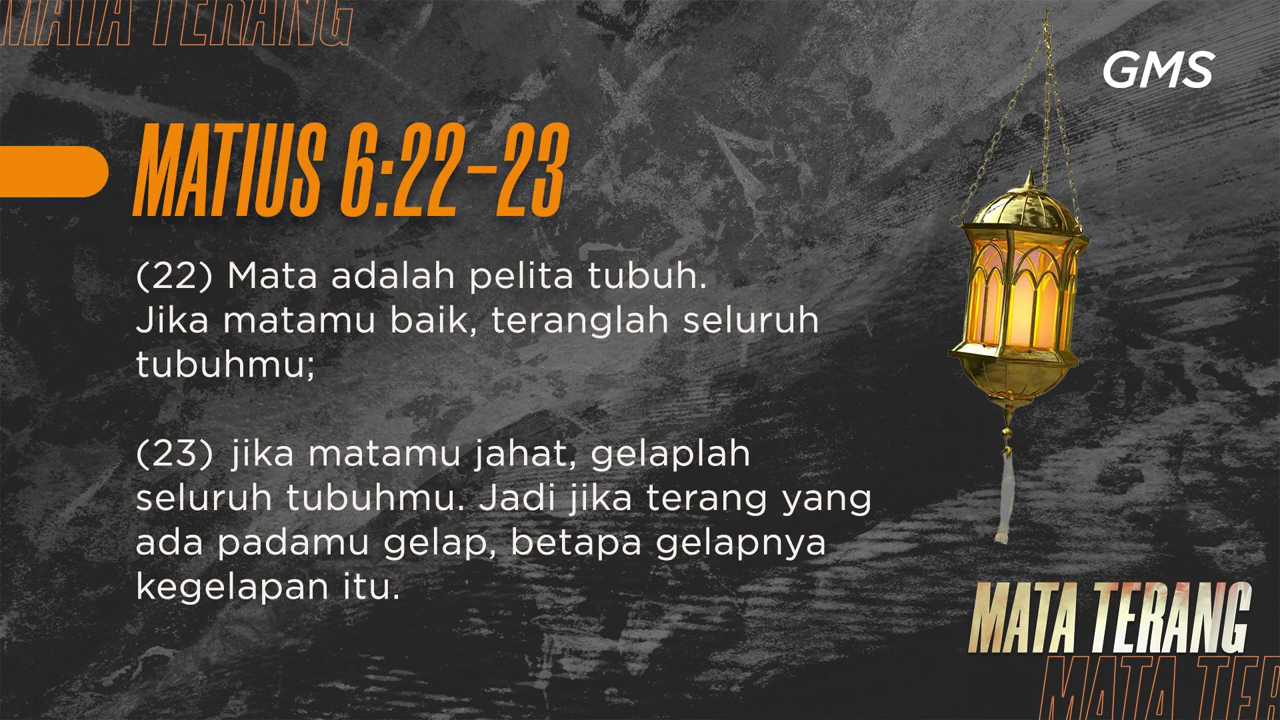 MATA TERANG
GMS
MATIUS 6:22-23
(22) Mata adalah pelita tubuh.
Jika matamu baik, teranglah seluruh
tubuhmu;
(23) jika matamu jahat, gelaplah
seluruh tubuhmu. Jadi jika terang yang
ada padamu gelap, betapa gelapnya
kegelapan itu.
MATA TERANG
MATA TER